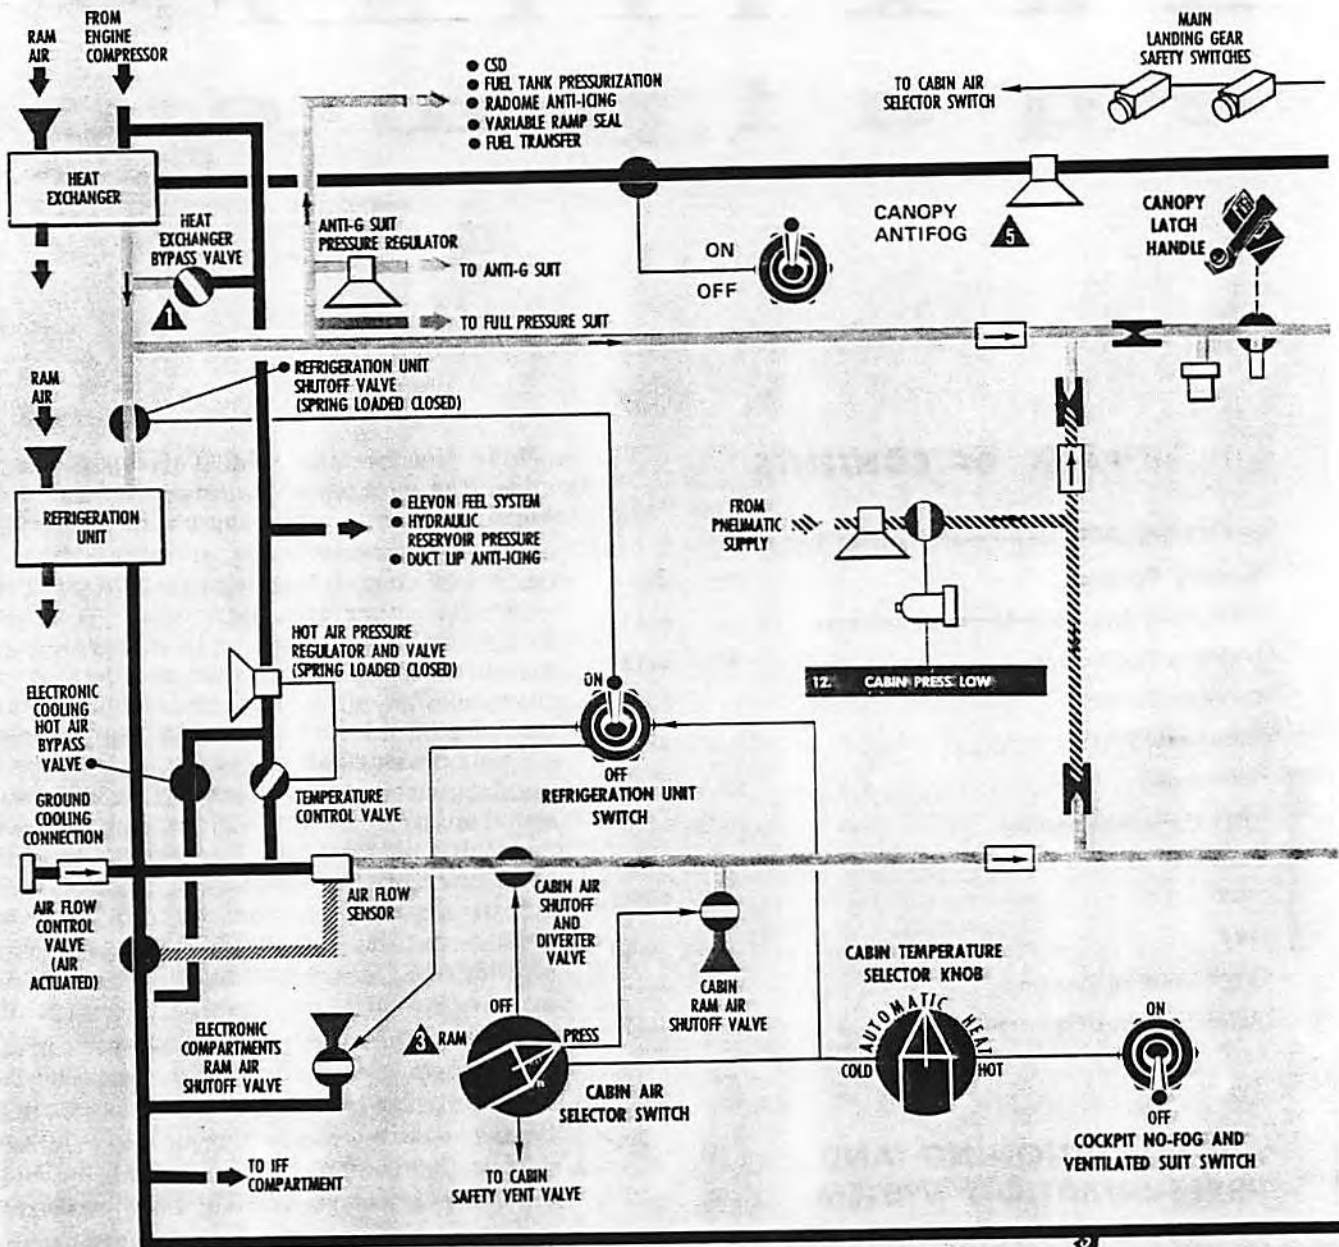 RAM
AIR
FROM
ENGINE
COMPRESSOR
CSD
FUEL TANK PRESSURIZATION
RADOME ANTI-ICING
VARIABLE RAMP SEAL
FUEL TRANSFER
MAIN
LANDING GEAR
SAFETY SWITCHES
TO CABIN AIR
SELECTOR SWITCH
HEAT
EXCHANGER
HEAT
EXCHANGER
BYPASS VALVE
1
ANTI-G SUIT
PRESSURE REGULATOR
TO ANTI-G SUIT
TO FULL PRESSURE SUIT
ON
OFF
CANOPY
ANTIFOG
5
CANOPY
LATCH
HANDLE
REFRIGERATION UNIT
SHUTOFF VALVE
(SPRING LOADED CLOSED)
RAM
AIR
REFRIGERATION
UNIT
ELEVON FEEL SYSTEM
HYDRAULIC
RESERVOIR PRESSURE
DUCT LIP ANTI-ICING
FROM
PNEUMATIC
SUPPLY
12. CABIN PRESS LOW
HOT AIR PRESSURE
REGULATOR AND VALVE
(SPRING LOADED CLOSED)
ON
OFF
REFRIGERATION UNIT
SWITCH
ELECTRONIC
COOLING
HOT AIR
BYPASS
VALVE
TEMPERATURE
CONTROL VALVE
GROUND
COOLING
CONNECTION
AIR FLOW
CONTROL
VALVE
(AIR
ACTUATED)
AIR FLOW
SENSOR
CABIN AIR
SHUTOFF
AND
DIVERTER
VALVE
CABIN
RAM AIR
SHUTOFF VALVE
CABIN TEMPERATURE
SELECTOR KNOB
AUTOMATIC HEAT
COLD
HOT
ELECTRONIC
COMPARTMENTS
RAM AIR
SHUTOFF VALVE
3
RAM
OFF
PRESS
CABIN AIR
SELECTOR SWITCH
TO CABIN
SAFETY VENT VALVE
TO IFF
COMPARTMENT
ON
OFF
COCKPIT NO-FOG AND
VENTILATED SUIT SWITCH